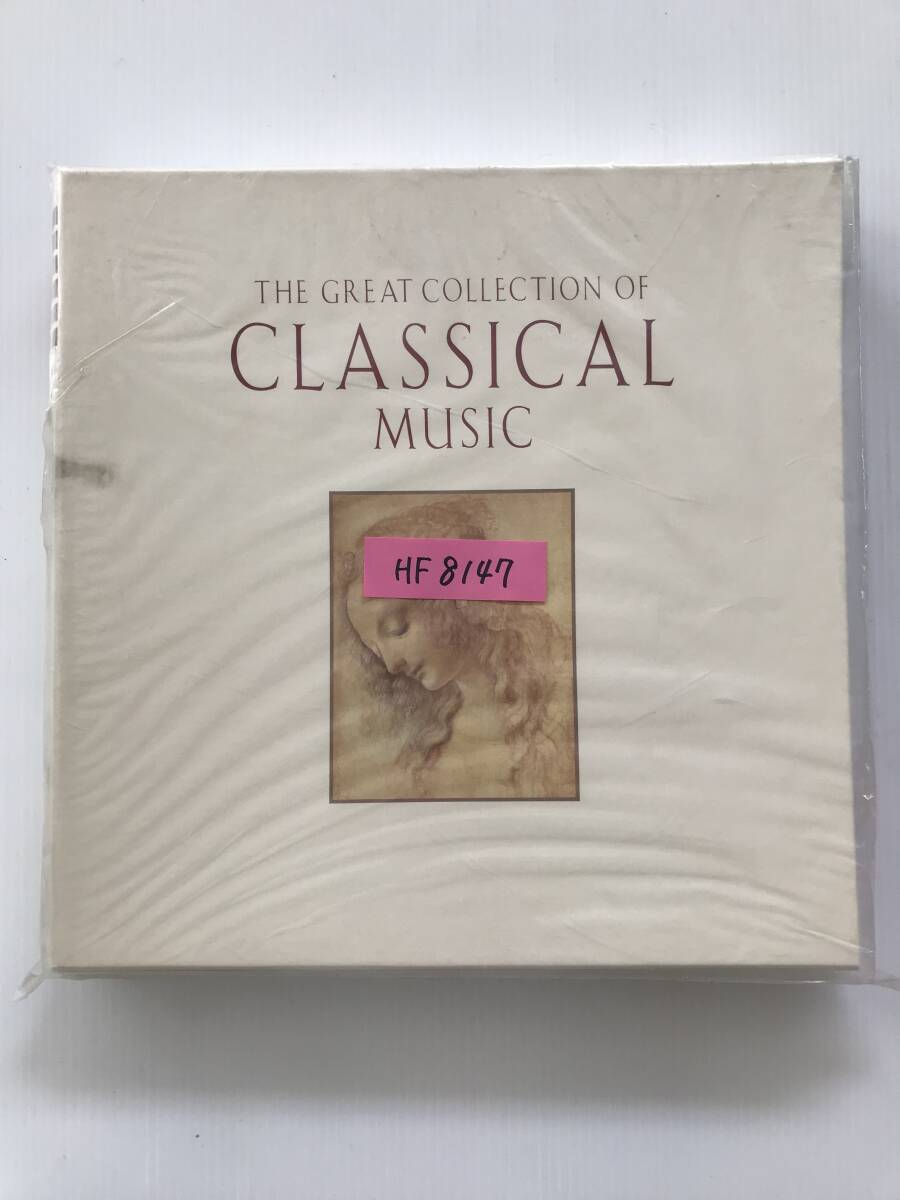 THE GREAT COLLECTION OF
CLASSICAL
MUSIC
HF 8147